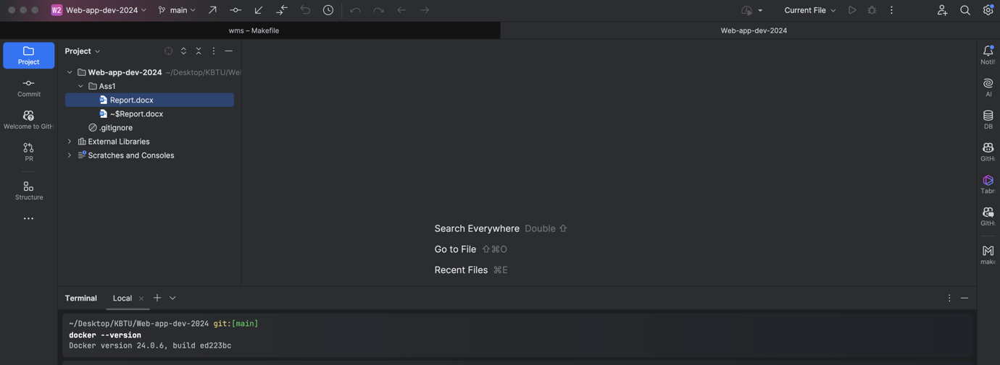 W2 Web-app-dev-2024 main Current File
wms – Makefile
Web-app-dev-2024
Project
Commit
Welcome to GitH
PR
Structure
Project
Web-app-dev-2024 ~/Desktop/KBTU/We
Ass1
Report.docx
~$Report.docx
.gitignore
External Libraries
Scratches and Consoles
Search Everywhere Double ⇧
Go to File ⇧⌘O
Recent Files ⌘E
Notif
AI
DB
GitHu
Tabn
GitHu
make
Terminal Local
~/Desktop/KBTU/Web-app-dev-2024 git:[main]
docker --version
Docker version 24.0.6, build ed223bc